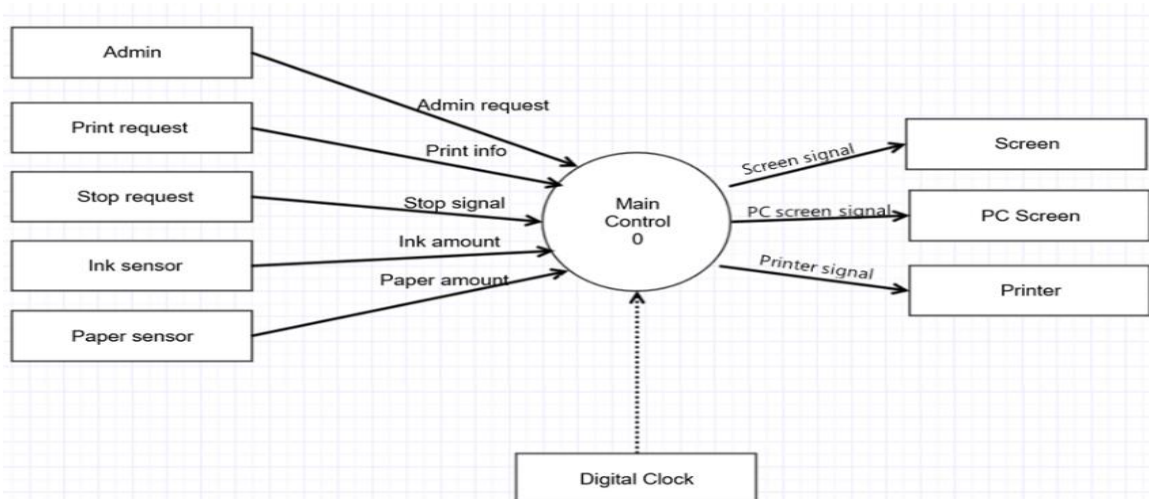 Admin
Print request
Stop request
Ink sensor
Paper sensor
Admin request
Print info
Stop signal
Ink amount
Paper amount
Main
Control
0
Screen signal
PC screen signal
Printer signal
Screen
PC Screen
Printer
Digital Clock